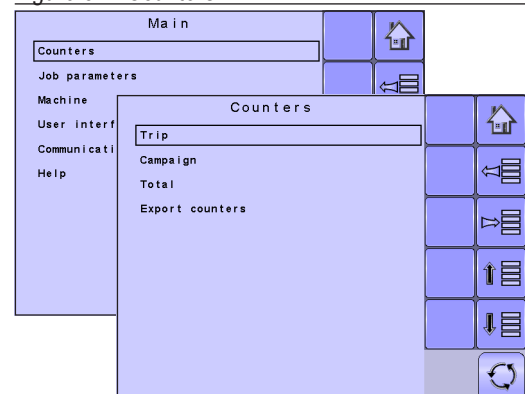 Main
Counters
Job parameters
Machine
User interf
Communicati
Help
Counters
Trip
Campaign
Total
Export counters